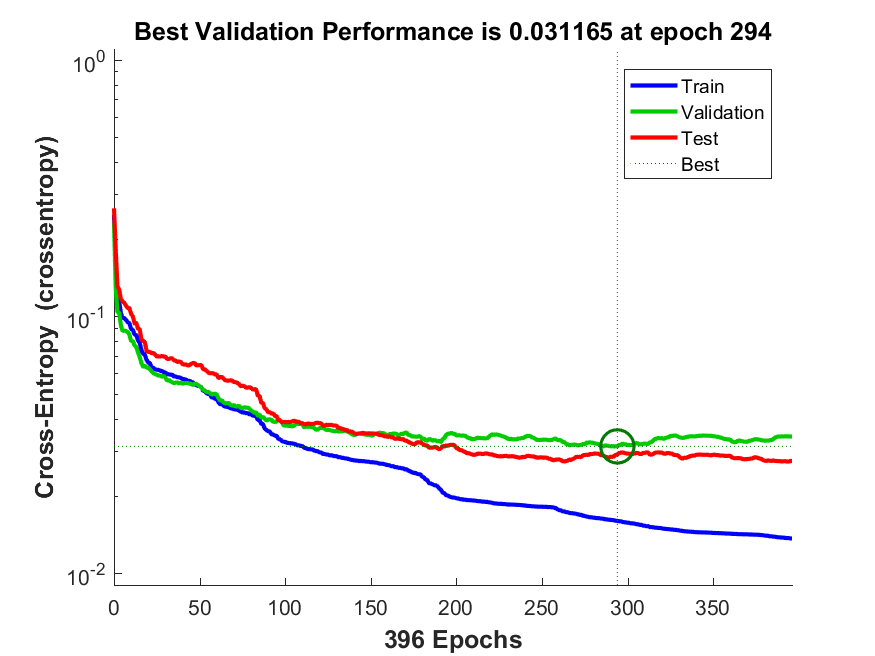 Best Validation Performance is 0.031165 at epoch 294
Cross-Entropy (crossentropy)
10^0
10^-1
10^-2
Train
Validation
Test
Best
0 50 100 150 200 250 300 350
396 Epochs